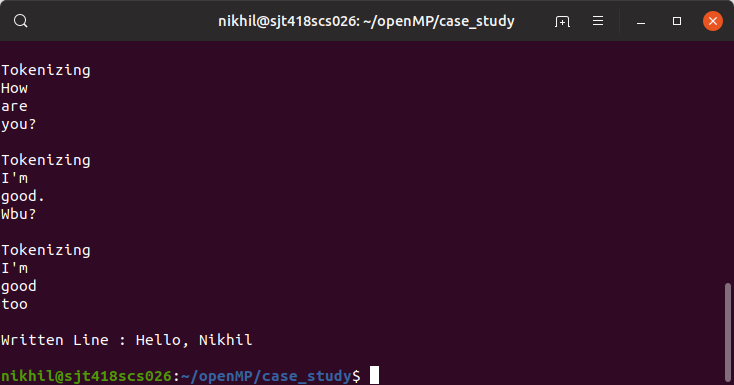 nikhil@sjt418scs026: ~/openMP/case_study
Tokenizing
How
are
you?
Tokenizing
I'm
good.
Wbu?
Tokenizing
I'm
good
too
Written Line : Hello, Nikhil
nikhil@sjt418scs026:~/openMP/case_study$